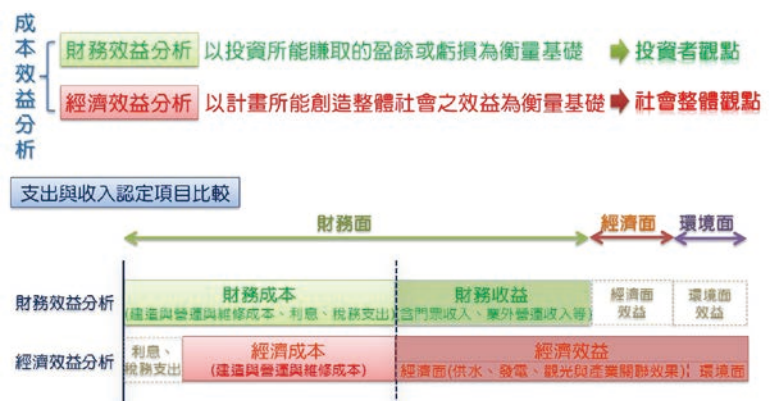 成本效益分析
財務效益分析 以投資所能賺取的盈餘或虧損為衡量基礎 投資者觀點
經濟效益分析 以計畫所能創造整體社會之效益為衡量基礎 社會整體觀點
支出與收入認定項目比較
財務面 經濟面 環境面
財務效益分析
財務成本
(建造與營運與維修成本、利息、稅務支出)
財務收益
(含門票收入、業外營運收入等)
經濟面
效益
環境面
效益
經濟效益分析
利息、
稅務支出
經濟成本
(建造與營運與維修成本)
經濟效益
經濟面(供水、發電、觀光與產業關聯效果) 環境面